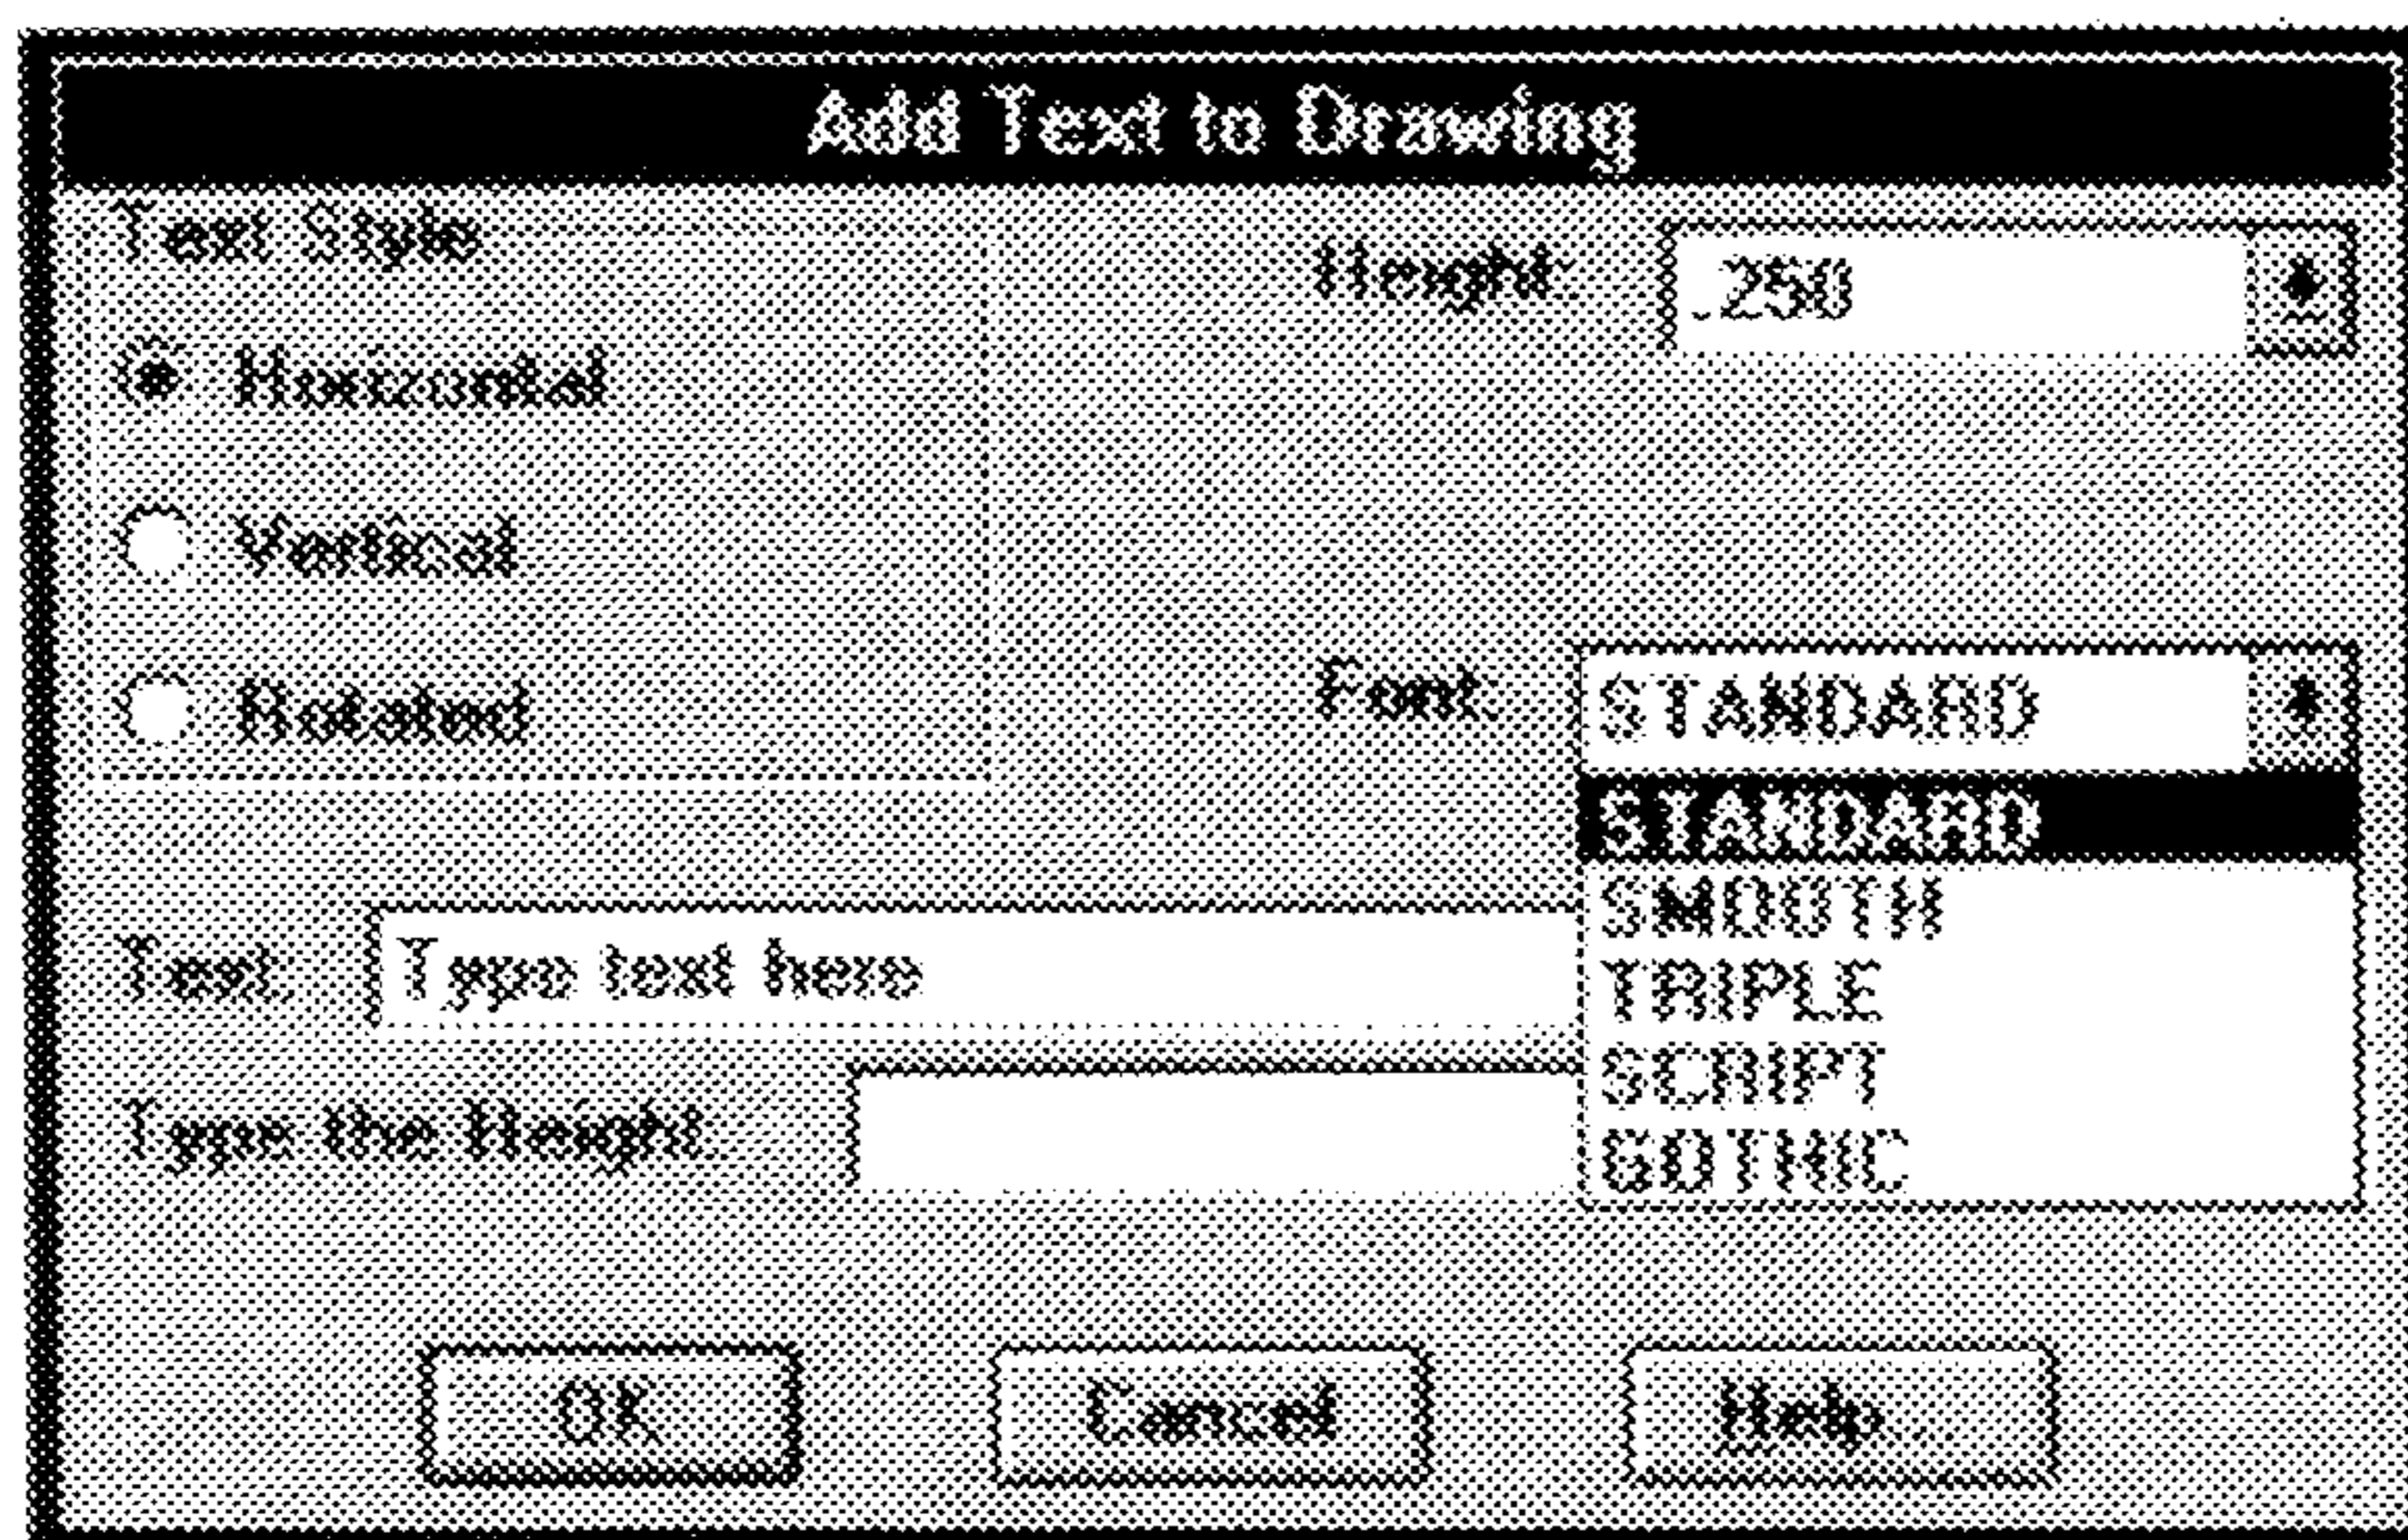 Add Text to Drawing
Text Style
Height: .250
Horizontal
Vertical
Rotated
Font: STANDARD
STANDARD
SMOOTH
TRIPLE
SCRIPT
GOTHIC
Text: Type text here
Type the Height:
OK Cancel Help